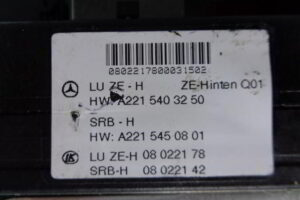 0802217800031502
LU ZE - H ZE-Hinten Q01
HW: A221 540 32 50
SRB - H
HW: A221 545 08 01
LK LU ZE-H 08 0221 78
SRB-H 08 0221 42